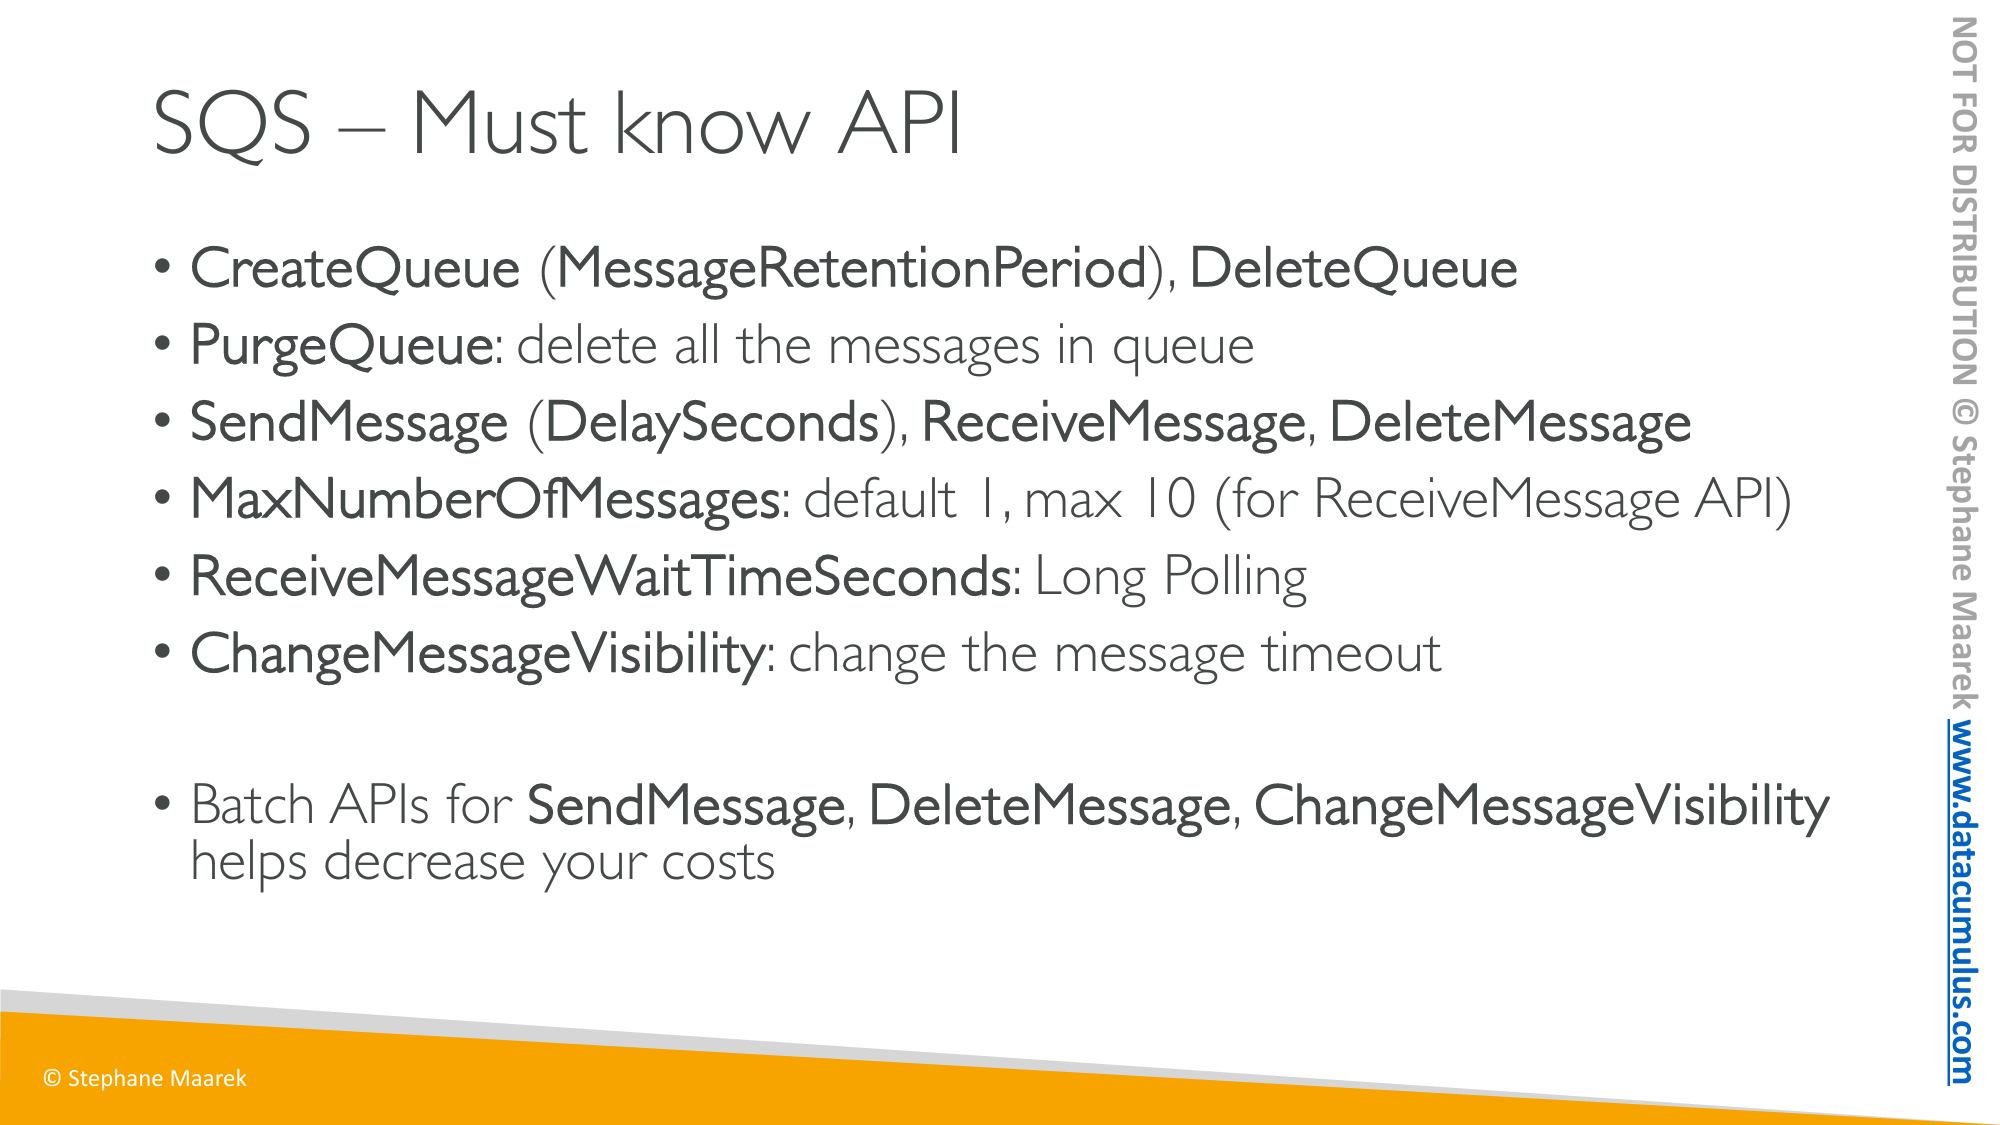 SQS – Must know API
• CreateQueue (MessageRetentionPeriod), DeleteQueue
• PurgeQueue: delete all the messages in queue
• SendMessage (DelaySeconds), ReceiveMessage, DeleteMessage
• MaxNumberOfMessages: default 1, max 10 (for ReceiveMessage API)
• ReceiveMessageWaitTimeSeconds: Long Polling
• ChangeMessageVisibility: change the message timeout
• Batch APIs for SendMessage, DeleteMessage, ChangeMessageVisibility
helps decrease your costs
© Stephane Maarek
NOT FOR DISTRIBUTION © Stephane Maarek www.datacumulus.com